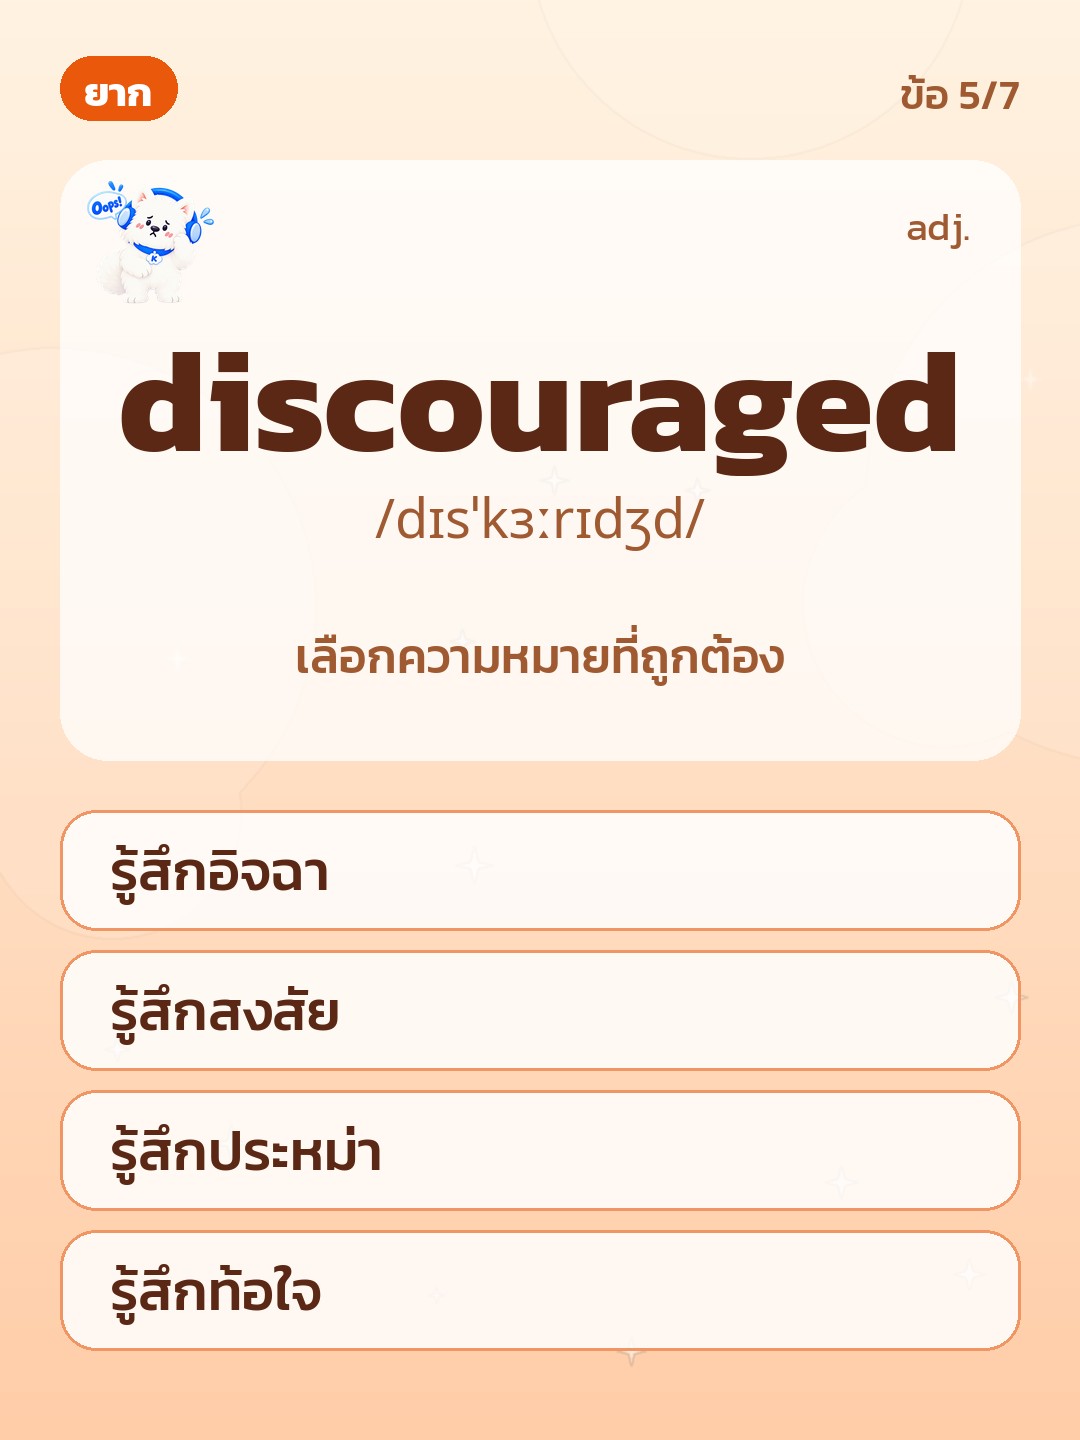 ยาก
ข้อ 5/7
Oops!
adj.
K
discouraged
/dɪsˈkɜːrɪdʒd/
เลือกความหมายที่ถูกต้อง
รู้สึกอิจฉา
รู้สึกสงสัย
รู้สึกประหม่า
รู้สึกท้อใจ